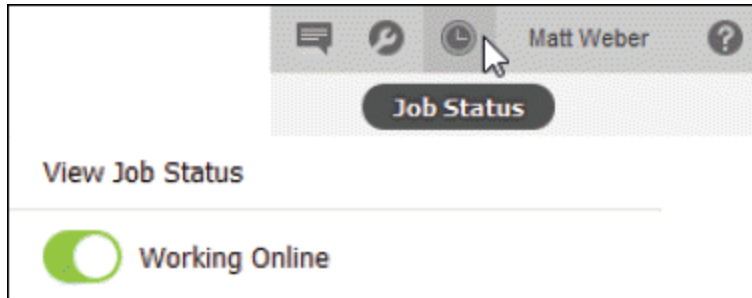 Matt Weber
Job Status
View Job Status
Working Online